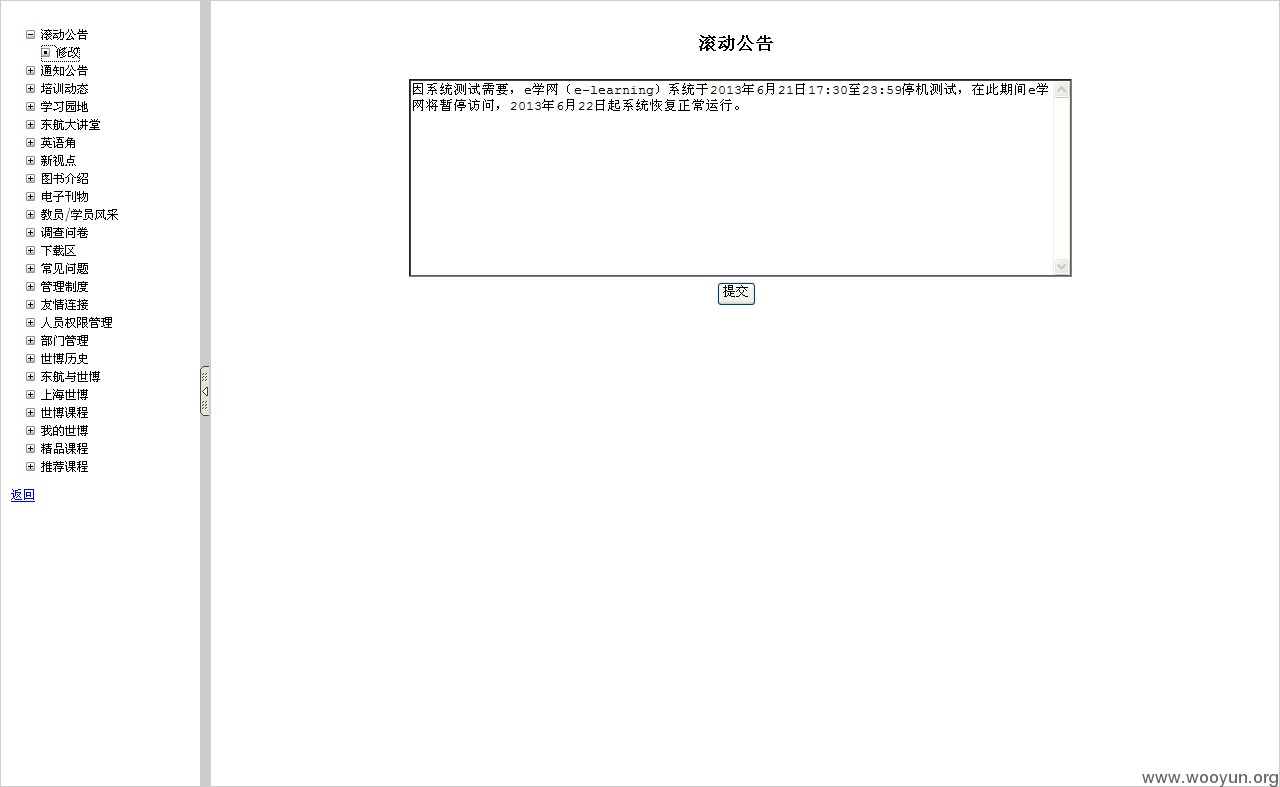 滚动公告
修改
通知公告
培训动态
学习园地
东航大讲堂
英语角
新视点
图书介绍
电子刊物
教员/学员风采
调查问卷
下载区
常见问题
管理制度
友情连接
人员权限管理
部门管理
世博历史
东航与世博
上海世博
世博课程
我的世博
精品课程
推荐课程
返回
滚动公告
因系统测试需要，e学网（e-learning）系统于2013年6月21日17:30至23:59停机测试，在此期间e学
网将暂停访问，2013年6月22日起系统恢复正常运行。
提交
www.wooyun.org